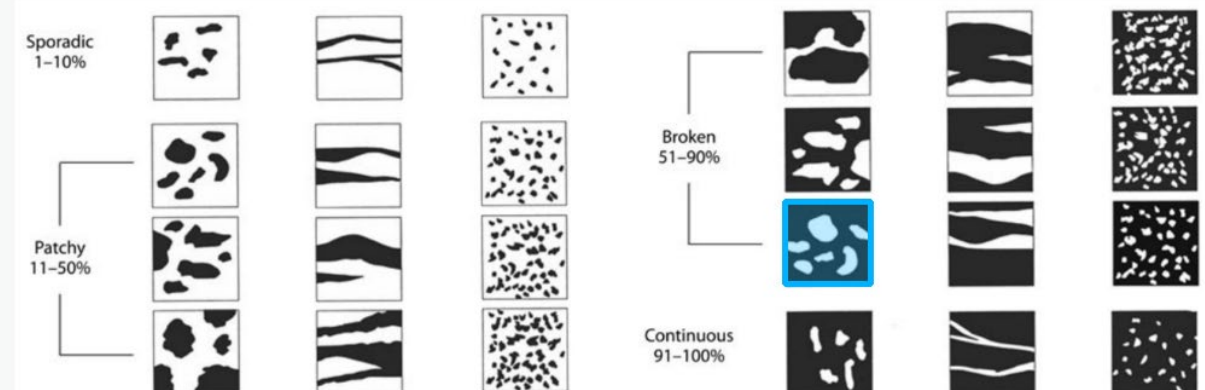 Sporadic
1–10%
Patchy
11–50%
Broken
51–90%
Continuous
91–100%